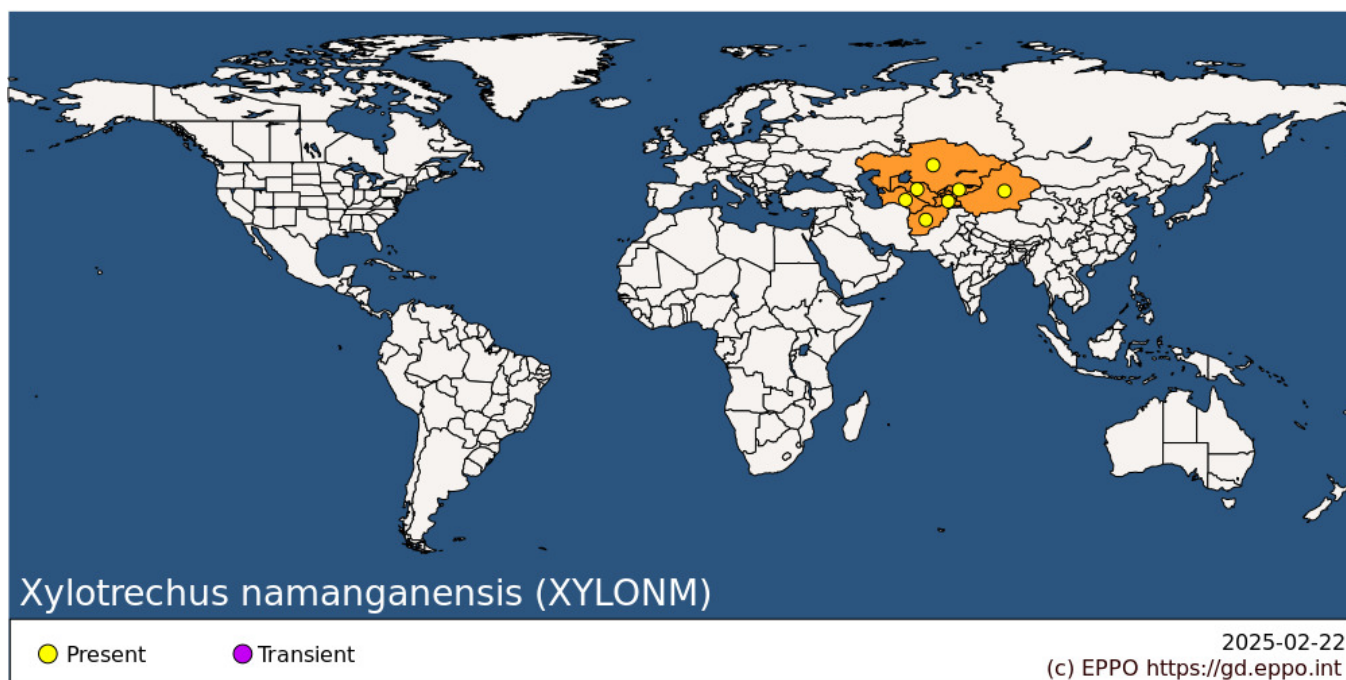 Xylotrechus namanganensis (XYLONM)
Present
Transient
2025-02-22
(c) EPPO https://gd.eppo.int